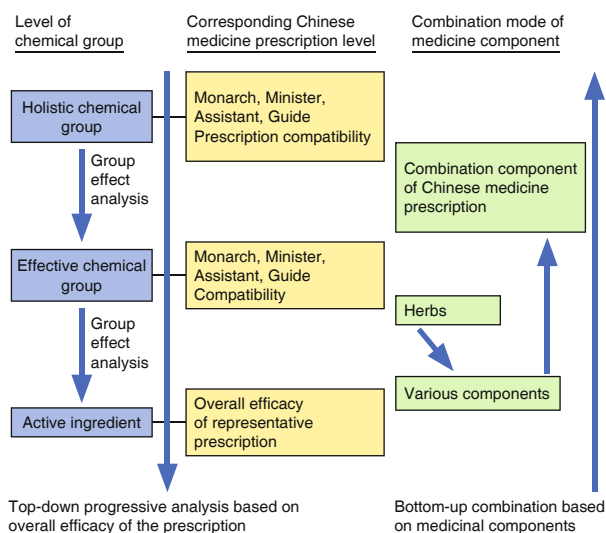 Level of
chemical group
Corresponding Chinese
medicine prescription level
Combination mode of
medicine component
Holistic chemical
group
Monarch, Minister,
Assistant, Guide
Prescription compatibility
Group
effect
analysis
Combination component
of Chinese medicine
prescription
Effective chemical
group
Monarch, Minister,
Assistant, Guide
Compatibility
Herbs
Group
effect
analysis
Various components
Active ingredient
Overall efficacy
of representative
prescription
Top-down progressive analysis based on
overall efficacy of the prescription
Bottom-up combination based
on medicinal components